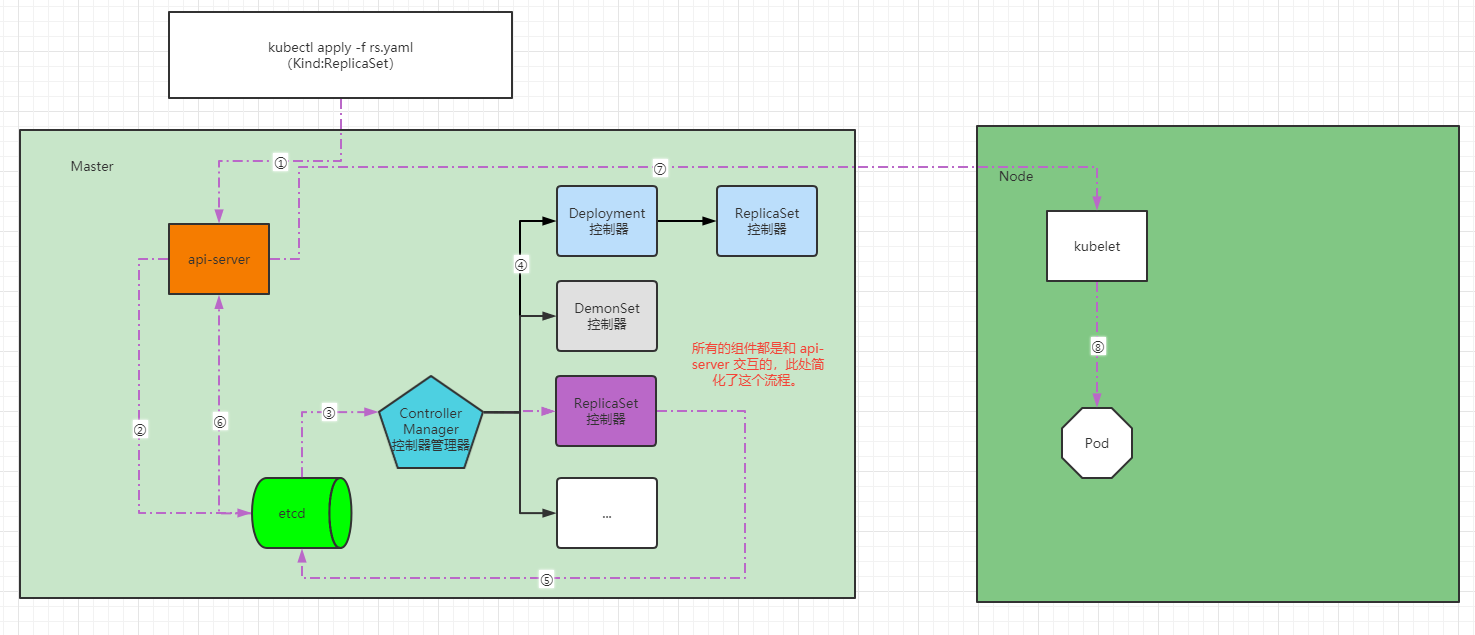 kubectl apply -f rs.yaml
（Kind:ReplicaSet）
Master
①
⑦
Node
Deployment
控制器
ReplicaSet
控制器
api-server
kubelet
④
DemonSet
控制器
所有的组件都是和 api-
server 交互的，此处简
化了这个流程。
⑧
③
Controller
Manager
控制器管理器
ReplicaSet
控制器
②
⑥
Pod
etcd
...
⑤